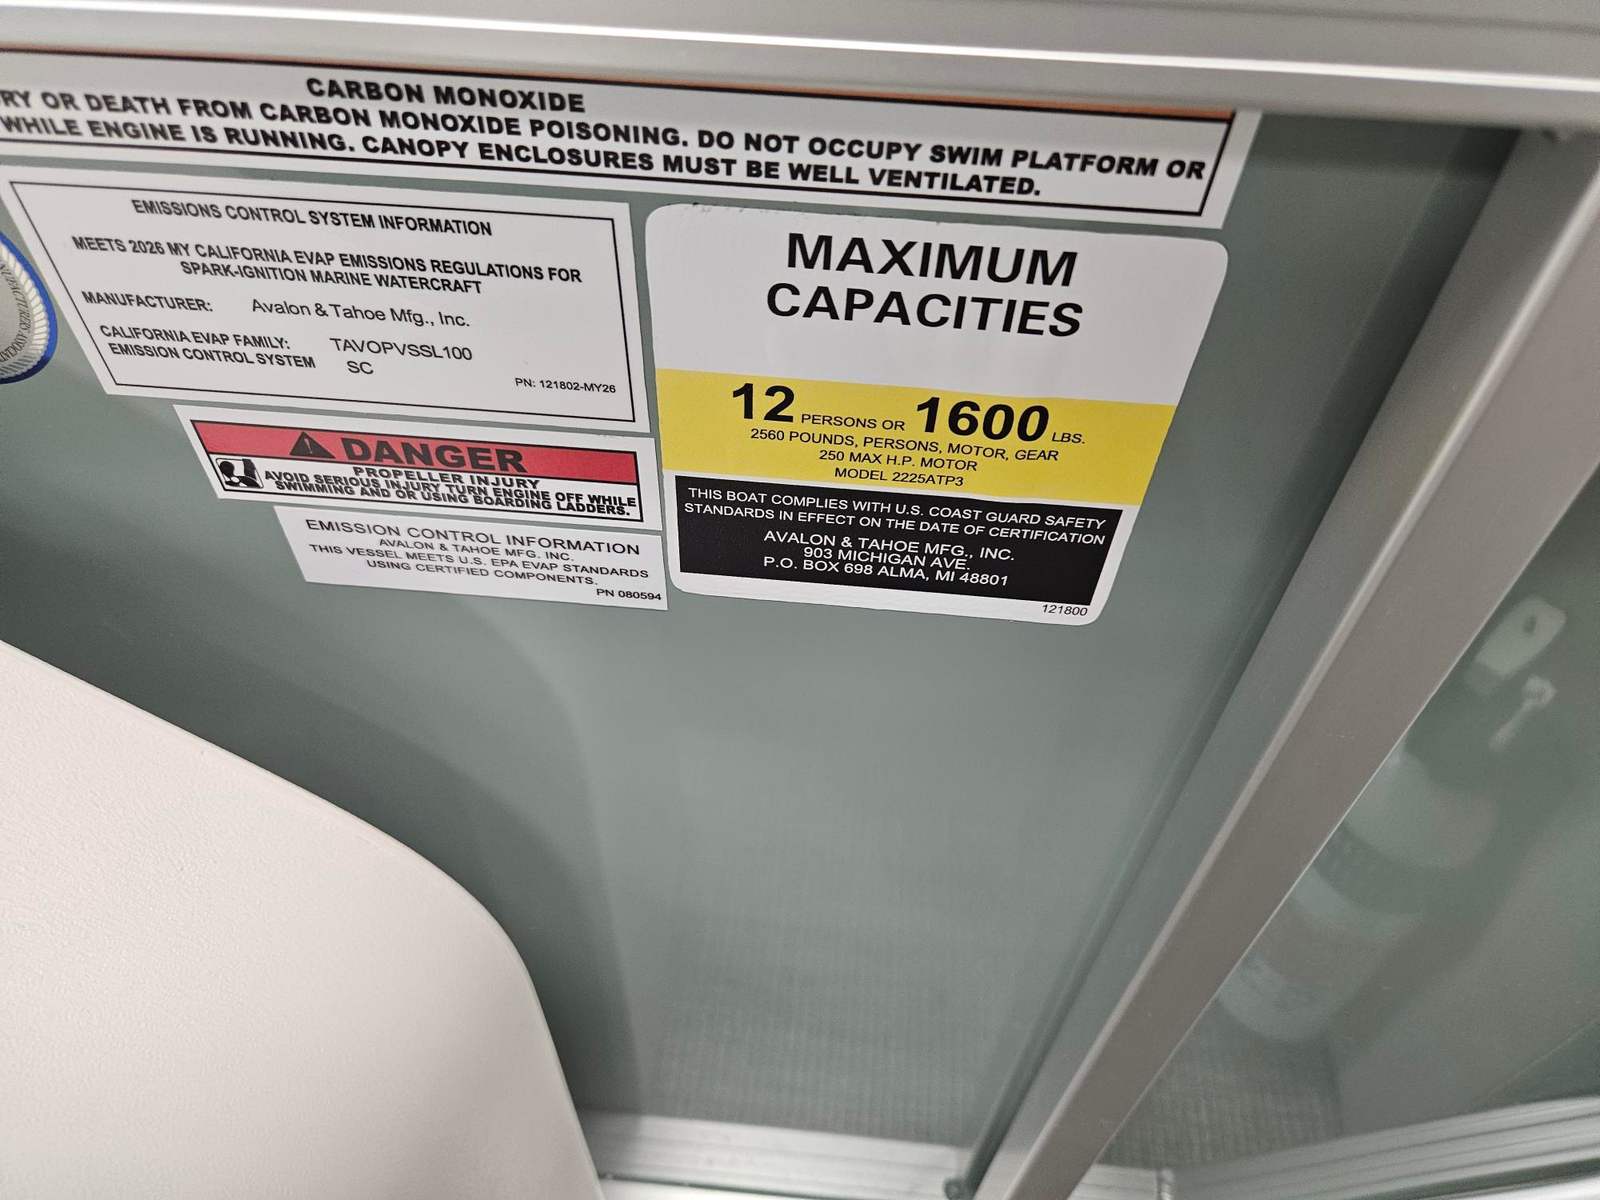 CARBON MONOXIDE
RY OR DEATH FROM CARBON MONOXIDE POISONING. DO NOT OCCUPY SWIM PLATFORM OR
WHILE ENGINE IS RUNNING. CANOPY ENCLOSURES MUST BE WELL VENTILATED.
EMISSIONS CONTROL SYSTEM INFORMATION
MEETS 2026 MY CALIFORNIA EVAP EMISSIONS REGULATIONS FOR
SPARK-IGNITION MARINE WATERCRAFT
MANUFACTURER: Avalon & Tahoe Mfg., Inc.
CALIFORNIA EVAP FAMILY: TAVOPVSSL100
EMISSION CONTROL SYSTEM SC
PN: 121802-MY26
DANGER
PROPELLER INJURY
AVOID SERIOUS INJURY TURN ENGINE OFF WHILE
SWIMMING AND OR USING BOARDING LADDERS.
EMISSION CONTROL INFORMATION
AVALON & TAHOE MFG. INC.
THIS VESSEL MEETS U.S. EPA EVAP STANDARDS
USING CERTIFIED COMPONENTS.
PN 080594
MAXIMUM
CAPACITIES
12 PERSONS OR 1600 LBS.
2560 POUNDS, PERSONS, MOTOR, GEAR
250 MAX H.P. MOTOR
MODEL 2225ATP3
THIS BOAT COMPLIES WITH U.S. COAST GUARD SAFETY
STANDARDS IN EFFECT ON THE DATE OF CERTIFICATION
AVALON & TAHOE MFG., INC.
903 MICHIGAN AVE.
P.O. BOX 698 ALMA, MI 48801
121800